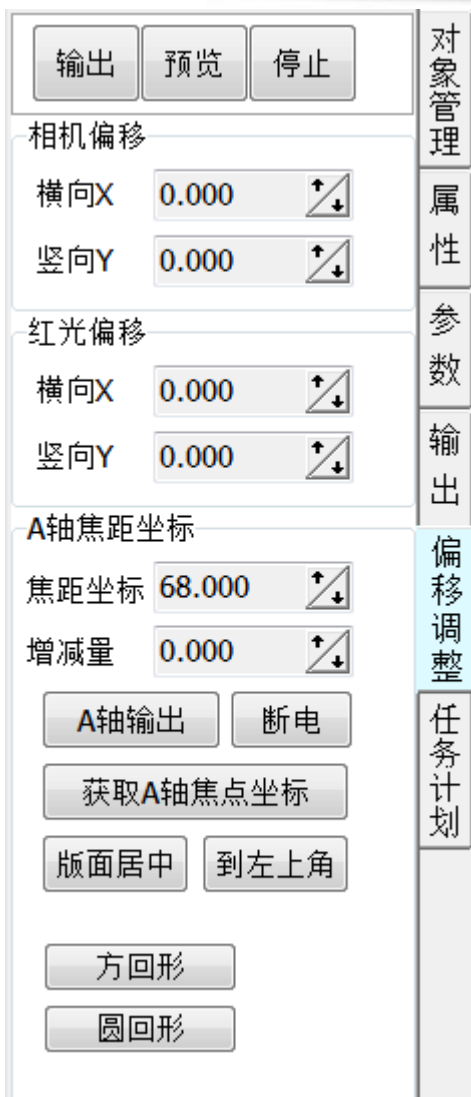 输出 预览 停止
相机偏移
横向X 0.000
竖向Y 0.000
红光偏移
横向X 0.000
竖向Y 0.000
A轴焦距坐标
焦距坐标 68.000
增减量 0.000
A轴输出 断电
获取A轴焦点坐标
版面居中 到左上角
方回形
圆回形
对象管理
属性
参数
输出
偏移调整
任务计划